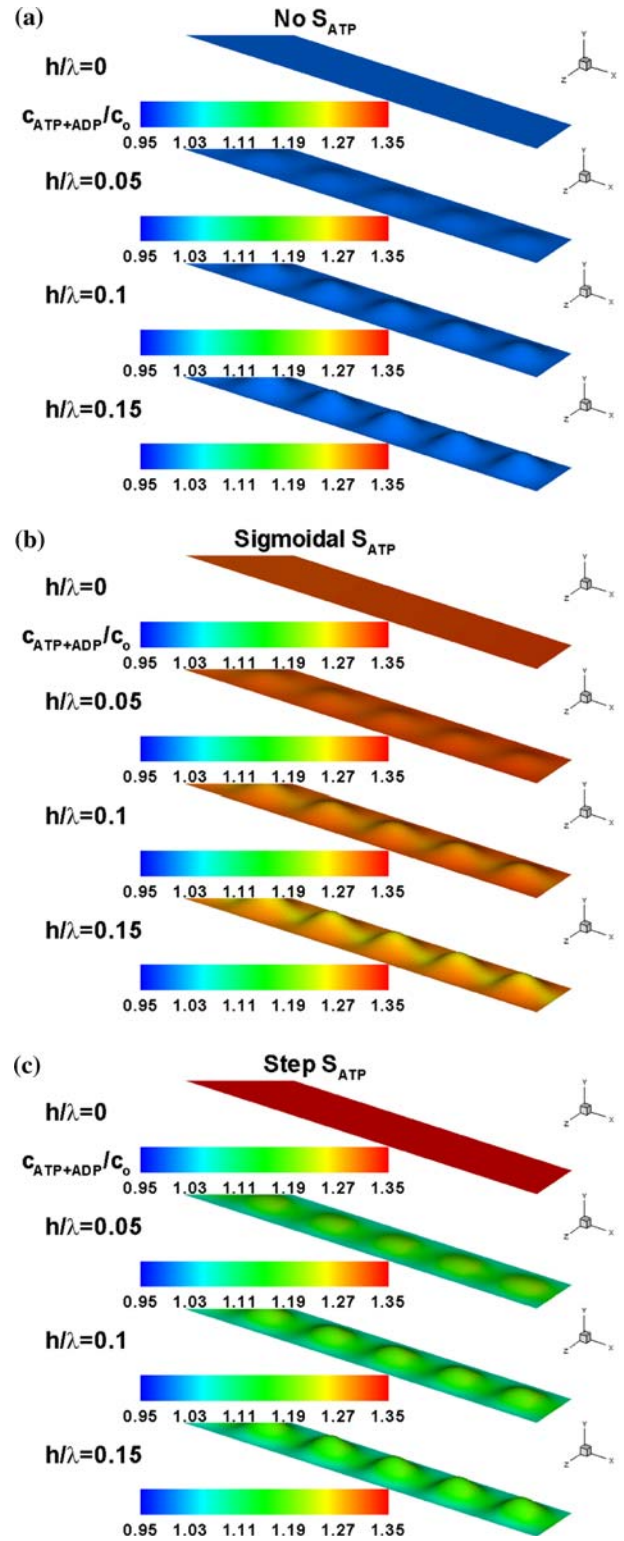 (a)
No S_ATP
h/λ=0
Y
Z X
c_ATP+ADP/c_o
0.95 1.03 1.11 1.19 1.27 1.35
h/λ=0.05
Y
Z X
0.95 1.03 1.11 1.19 1.27 1.35
h/λ=0.1
Y
Z X
0.95 1.03 1.11 1.19 1.27 1.35
h/λ=0.15
Y
Z X
0.95 1.03 1.11 1.19 1.27 1.35
(b)
Sigmoidal S_ATP
h/λ=0
Y
Z X
c_ATP+ADP/c_o
0.95 1.03 1.11 1.19 1.27 1.35
h/λ=0.05
Y
Z X
0.95 1.03 1.11 1.19 1.27 1.35
h/λ=0.1
Y
Z X
0.95 1.03 1.11 1.19 1.27 1.35
h/λ=0.15
Y
Z X
0.95 1.03 1.11 1.19 1.27 1.35
(c)
Step S_ATP
h/λ=0
Y
Z X
c_ATP+ADP/c_o
0.95 1.03 1.11 1.19 1.27 1.35
h/λ=0.05
Y
Z X
0.95 1.03 1.11 1.19 1.27 1.35
h/λ=0.1
Y
Z X
0.95 1.03 1.11 1.19 1.27 1.35
h/λ=0.15
Y
Z X
0.95 1.03 1.11 1.19 1.27 1.35